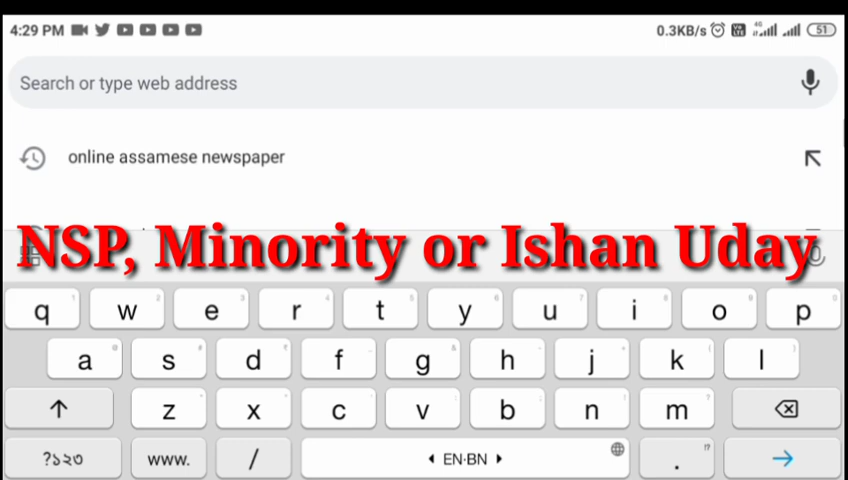 4:29 PM 0.3KB/s 4G 51
Search or type web address
online assamese newspaper
NSP, Minority or Ishan Uday
q w e r t y u i o p
a s d f g h j k l
z x c v b n m
?১২৩ www. / EN·BN .